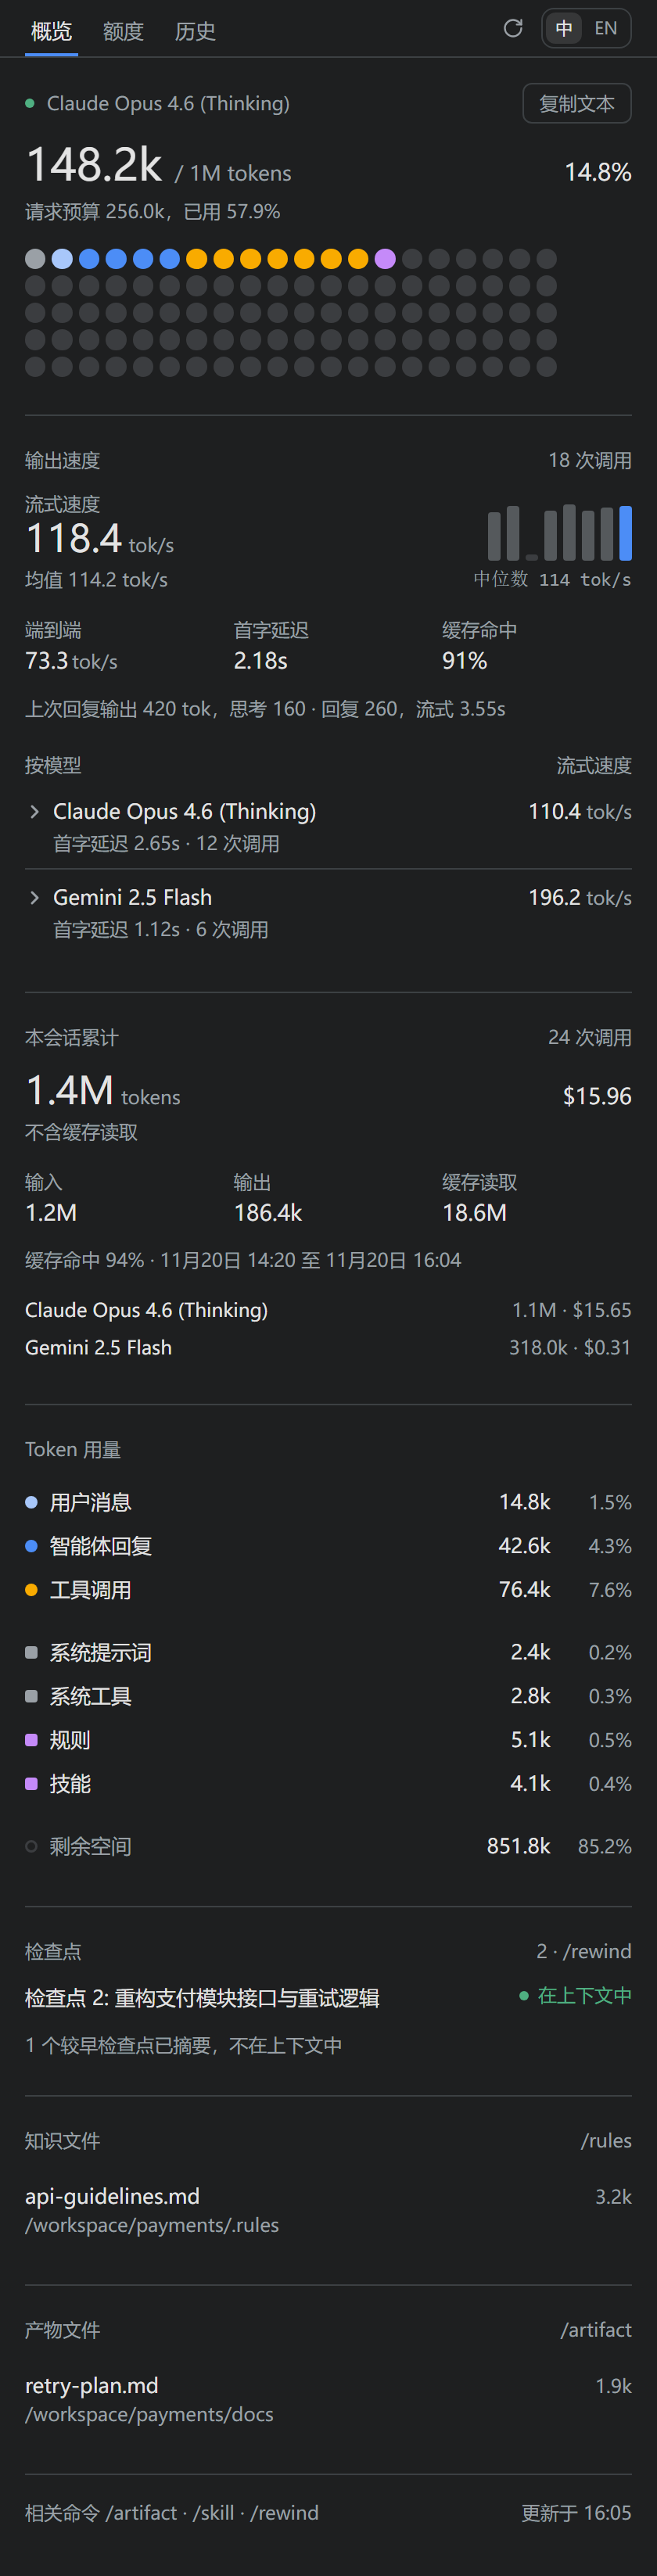 概览 额度 历史 中 EN
Claude Opus 4.6 (Thinking) 复制文本
148.2k / 1M tokens 14.8%
请求预算 256.0k，已用 57.9%
输出速度 18 次调用
流式速度
118.4 tok/s
均值 114.2 tok/s 中位数 114 tok/s
端到端 首字延迟 缓存命中
73.3 tok/s 2.18s 91%
上次回复输出 420 tok，思考 160 · 回复 260，流式 3.55s
按模型 流式速度
Claude Opus 4.6 (Thinking) 110.4 tok/s
首字延迟 2.65s · 12 次调用
Gemini 2.5 Flash 196.2 tok/s
首字延迟 1.12s · 6 次调用
本会话累计 24 次调用
1.4M tokens $15.96
不含缓存读取
输入 输出 缓存读取
1.2M 186.4k 18.6M
缓存命中 94% · 11月20日 14:20 至 11月20日 16:04
Claude Opus 4.6 (Thinking) 1.1M · $15.65
Gemini 2.5 Flash 318.0k · $0.31
Token 用量
用户消息 14.8k 1.5%
智能体回复 42.6k 4.3%
工具调用 76.4k 7.6%
系统提示词 2.4k 0.2%
系统工具 2.8k 0.3%
规则 5.1k 0.5%
技能 4.1k 0.4%
剩余空间 851.8k 85.2%
检查点 2 · /rewind
检查点 2: 重构支付模块接口与重试逻辑 在上下文中
1 个较早检查点已摘要，不在上下文中
知识文件 /rules
api-guidelines.md 3.2k
/workspace/payments/.rules
产物文件 /artifact
retry-plan.md 1.9k
/workspace/payments/docs
相关命令 /artifact · /skill · /rewind 更新于 16:05